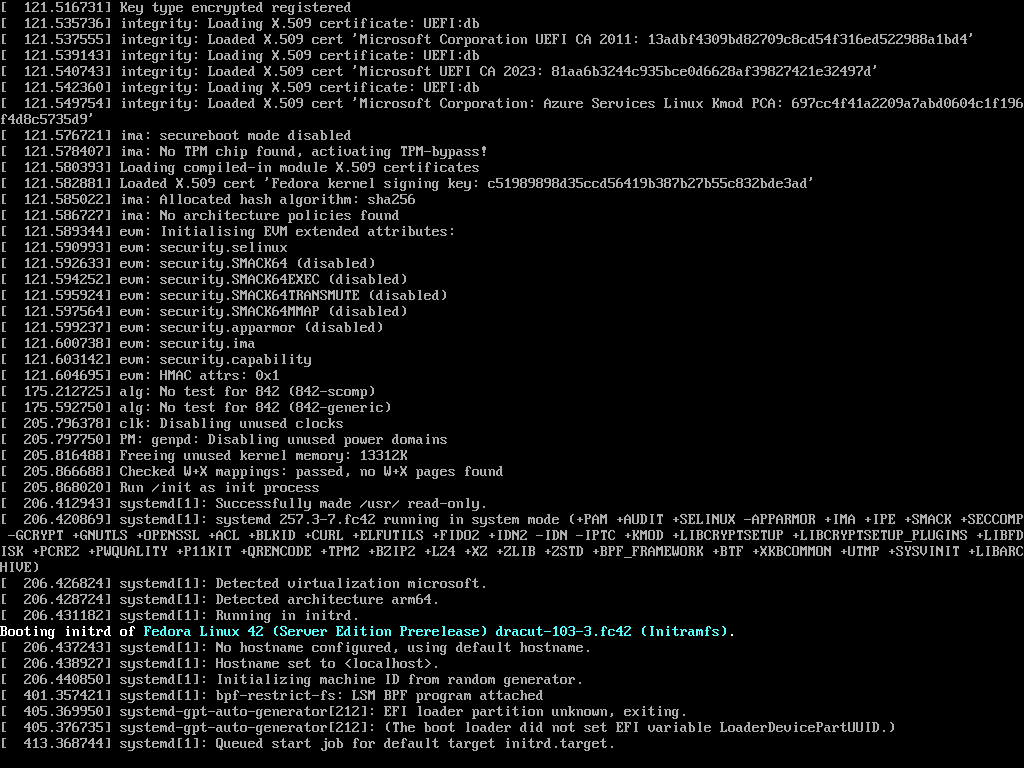 [  121.516731] Key type encrypted registered
[  121.535736] integrity: Loading X.509 certificate: UEFI:db
[  121.537555] integrity: Loaded X.509 cert 'Microsoft Corporation UEFI CA 2011: 13adbf4309bd82709c8cd54f316ed522988a1bd4'
[  121.539143] integrity: Loading X.509 certificate: UEFI:db
[  121.540743] integrity: Loaded X.509 cert 'Microsoft UEFI CA 2023: 81aa6b3244c935bce0d6628af39827421e32497d'
[  121.542360] integrity: Loading X.509 certificate: UEFI:db
[  121.549754] integrity: Loaded X.509 cert 'Microsoft Corporation: Azure Services Linux Kmod PCA: 697cc4f41a2209a7abd0604c1f196
f4d8c5735d9'
[  121.576721] ima: secureboot mode disabled
[  121.578407] ima: No TPM chip found, activating TPM-bypass!
[  121.580393] Loading compiled-in module X.509 certificates
[  121.582881] Loaded X.509 cert 'Fedora kernel signing key: c51989898d35ccd56419b387b27b55c832bde3ad'
[  121.585022] ima: Allocated hash algorithm: sha256
[  121.586727] ima: No architecture policies found
[  121.589344] evm: Initialising EVM extended attributes:
[  121.590993] evm: security.selinux
[  121.592633] evm: security.SMACK64 (disabled)
[  121.594252] evm: security.SMACK64EXEC (disabled)
[  121.595924] evm: security.SMACK64TRANSMUTE (disabled)
[  121.597564] evm: security.SMACK64MMAP (disabled)
[  121.599237] evm: security.apparmor (disabled)
[  121.600738] evm: security.ima
[  121.603142] evm: security.capability
[  121.604695] evm: HMAC attrs: 0x1
[  175.212725] alg: No test for 842 (842-scomp)
[  175.592750] alg: No test for 842 (842-generic)
[  205.796378] clk: Disabling unused clocks
[  205.797750] PM: genpd: Disabling unused power domains
[  205.816488] Freeing unused kernel memory: 13312K
[  205.866688] Checked W+X mappings: passed, no W+X pages found
[  205.868020] Run /init as init process
[  206.412943] systemd[1]: Successfully made /usr/ read-only.
[  206.420869] systemd[1]: systemd 257.3-7.fc42 running in system mode (+PAM +AUDIT +SELINUX -APPARMOR +IMA +IPE +SMACK +SECCOMP
 -GCRYPT +GNUTLS +OPENSSL +ACL +BLKID +CURL +ELFUTILS +FIDO2 +IDN2 -IDN -IPTC +KMOD +LIBCRYPTSETUP +LIBCRYPTSETUP_PLUGINS +LIBFD
ISK +PCRE2 +PWQUALITY +P11KIT +QRENCODE +TPM2 +BZIP2 +LZ4 +XZ +ZLIB +ZSTD +BPF_FRAMEWORK +BTF +XKBCOMMON +UTMP +SYSVINIT +LIBARC
HIVE)
[  206.426824] systemd[1]: Detected virtualization microsoft.
[  206.428724] systemd[1]: Detected architecture arm64.
[  206.431182] systemd[1]: Running in initrd.
Booting initrd of Fedora Linux 42 (Server Edition Prerelease) dracut-103-3.fc42 (Initramfs).
[  206.437243] systemd[1]: No hostname configured, using default hostname.
[  206.438927] systemd[1]: Hostname set to <localhost>.
[  206.440850] systemd[1]: Initializing machine ID from random generator.
[  401.357421] systemd[1]: bpf-restrict-fs: LSM BPF program attached
[  405.369950] systemd-gpt-auto-generator[212]: EFI loader partition unknown, exiting.
[  405.376735] systemd-gpt-auto-generator[212]: (The boot loader did not set EFI variable LoaderDevicePartUUID.)
[  413.368744] systemd[1]: Queued start job for default target initrd.target.